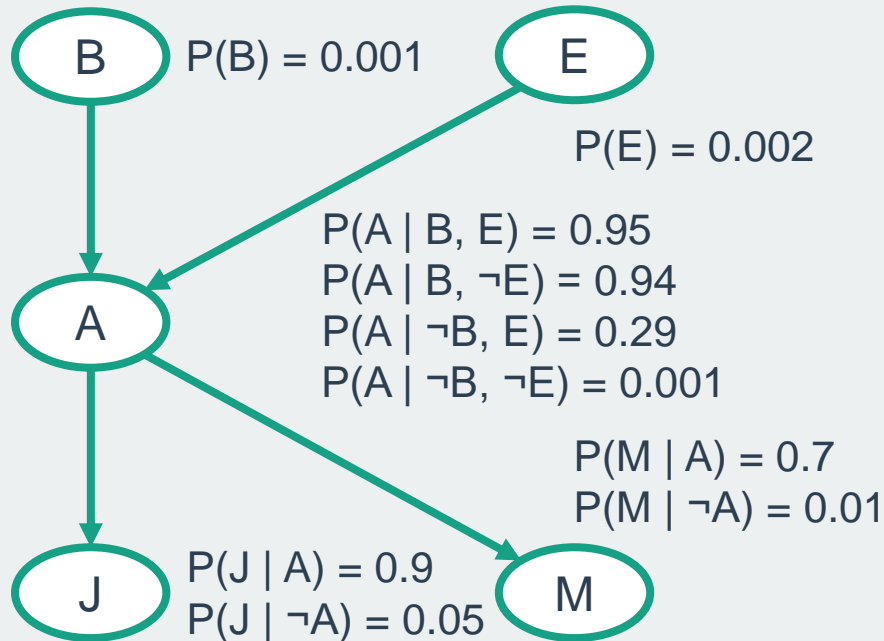 B
P(B) = 0.001
E
P(E) = 0.002
P(A | B, E) = 0.95
P(A | B, ¬E) = 0.94
P(A | ¬B, E) = 0.29
P(A | ¬B, ¬E) = 0.001
A
P(M | A) = 0.7
P(M | ¬A) = 0.01
J
P(J | A) = 0.9
P(J | ¬A) = 0.05
M